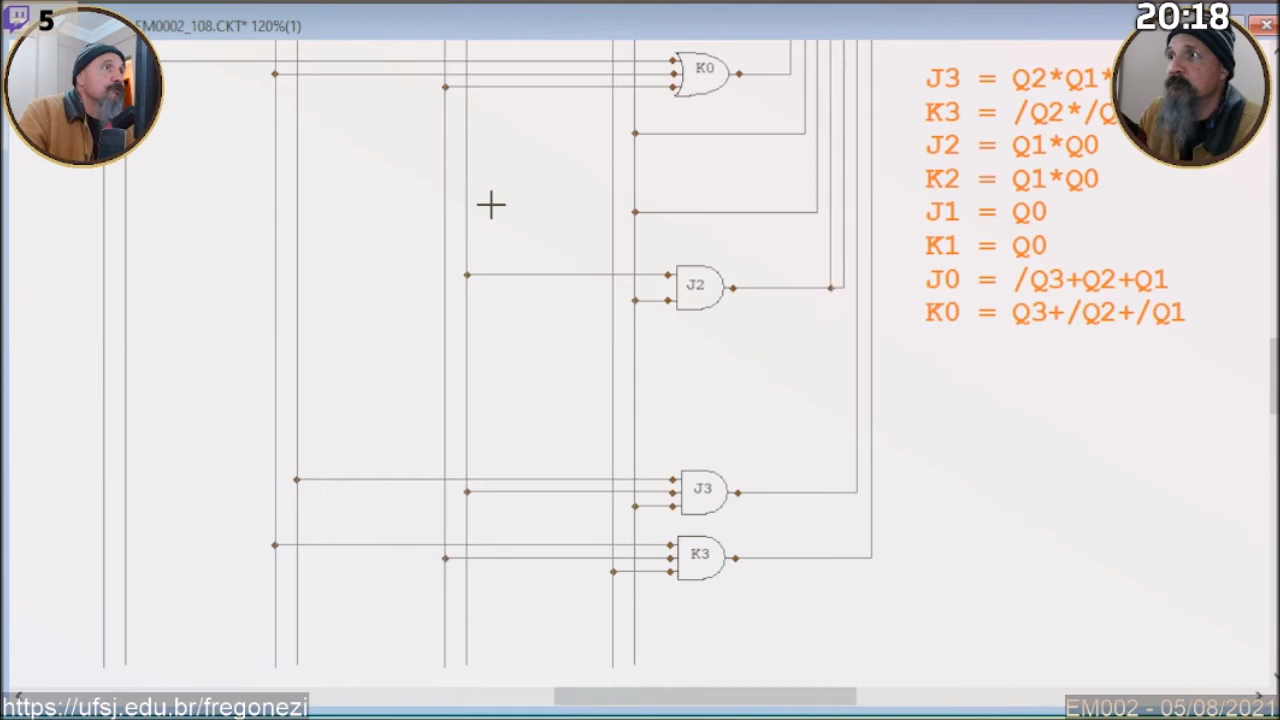 5
EM0002_108.CKT* 120%(1)
20:18
K0
J3 = Q2*Q1*
K3 = /Q2*/Q
J2 = Q1*Q0
K2 = Q1*Q0
J1 = Q0
K1 = Q0
J0 = /Q3+Q2+Q1
K0 = Q3+/Q2+/Q1
J2
J3
K3
https://ufsj.edu.br/fregonezi
EM002 - 05/08/2021